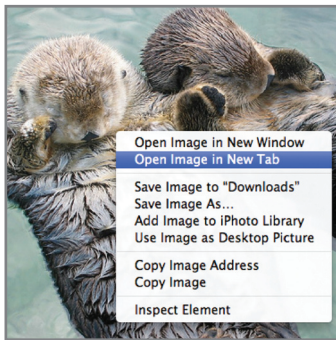 Open Image in New Window
Open Image in New Tab
Save Image to "Downloads"
Save Image As...
Add Image to iPhoto Library
Use Image as Desktop Picture
Copy Image Address
Copy Image
Inspect Element